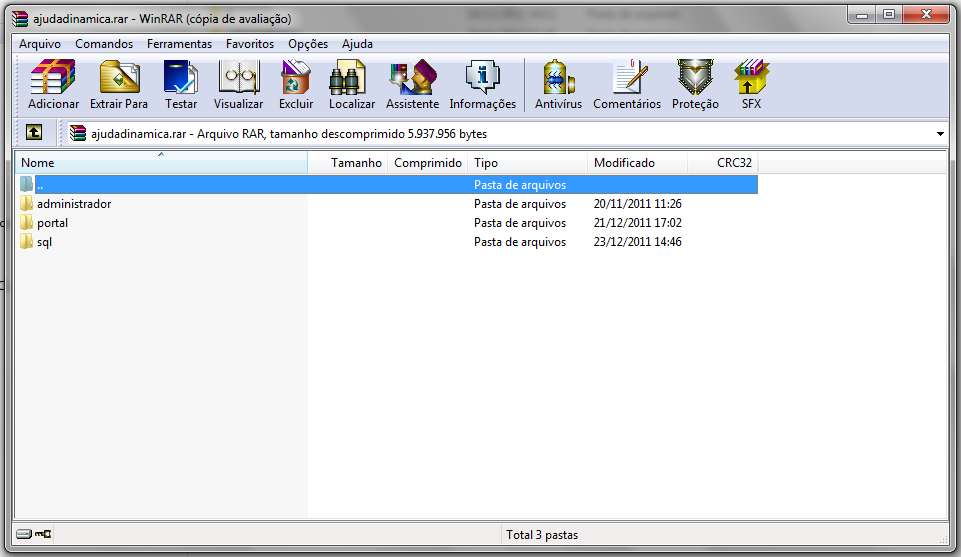 ajudadinamica.rar - WinRAR (cópia de avaliação)
Arquivo Comandos Ferramentas Favoritos Opções Ajuda
Adicionar Extrair Para Testar Visualizar Excluir Localizar Assistente Informações Antivírus Comentários Proteção SFX
ajudadinamica.rar - Arquivo RAR, tamanho descomprimido 5.937.956 bytes
Nome Tamanho Comprimido Tipo Modificado CRC32
.. Pasta de arquivos
administrador Pasta de arquivos 20/11/2011 11:26
portal Pasta de arquivos 21/12/2011 17:02
sql Pasta de arquivos 23/12/2011 14:46
Total 3 pastas